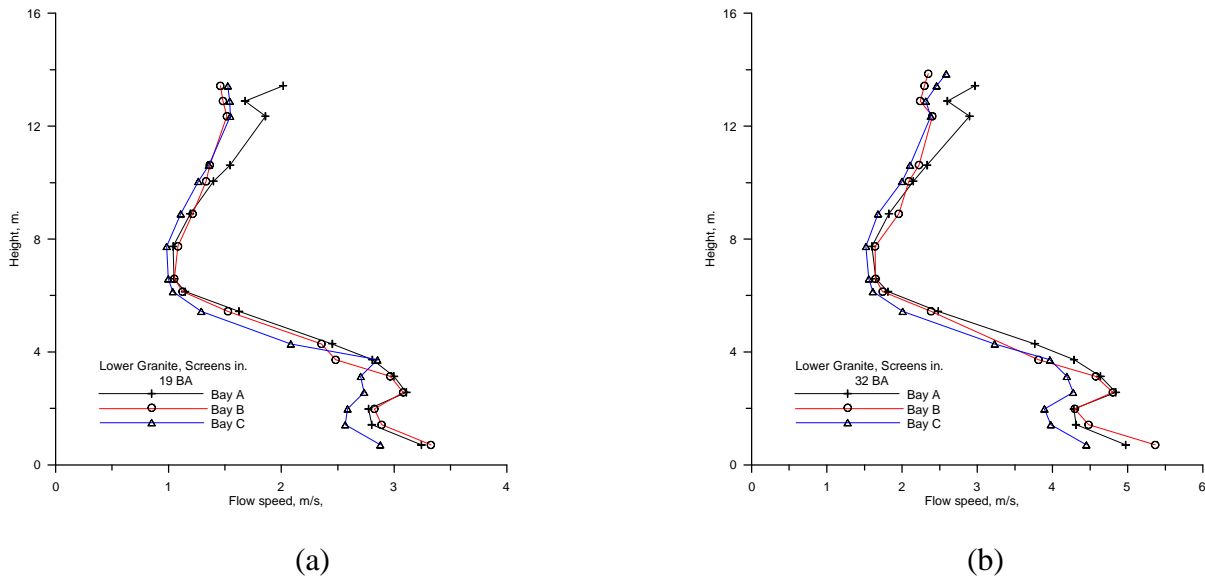 16
12
8
4
0
Height, m.
Lower Granite, Screens in.
19 BA
Bay A
Bay B
Bay C
0 1 2 3 4
Flow speed, m/s,
(a)
16
12
8
4
0
Height, m.
Lower Granite, Screens in.
32 BA
Bay A
Bay B
Bay C
0 1 2 3 4 5 6
Flow speed, m/s,
(b)